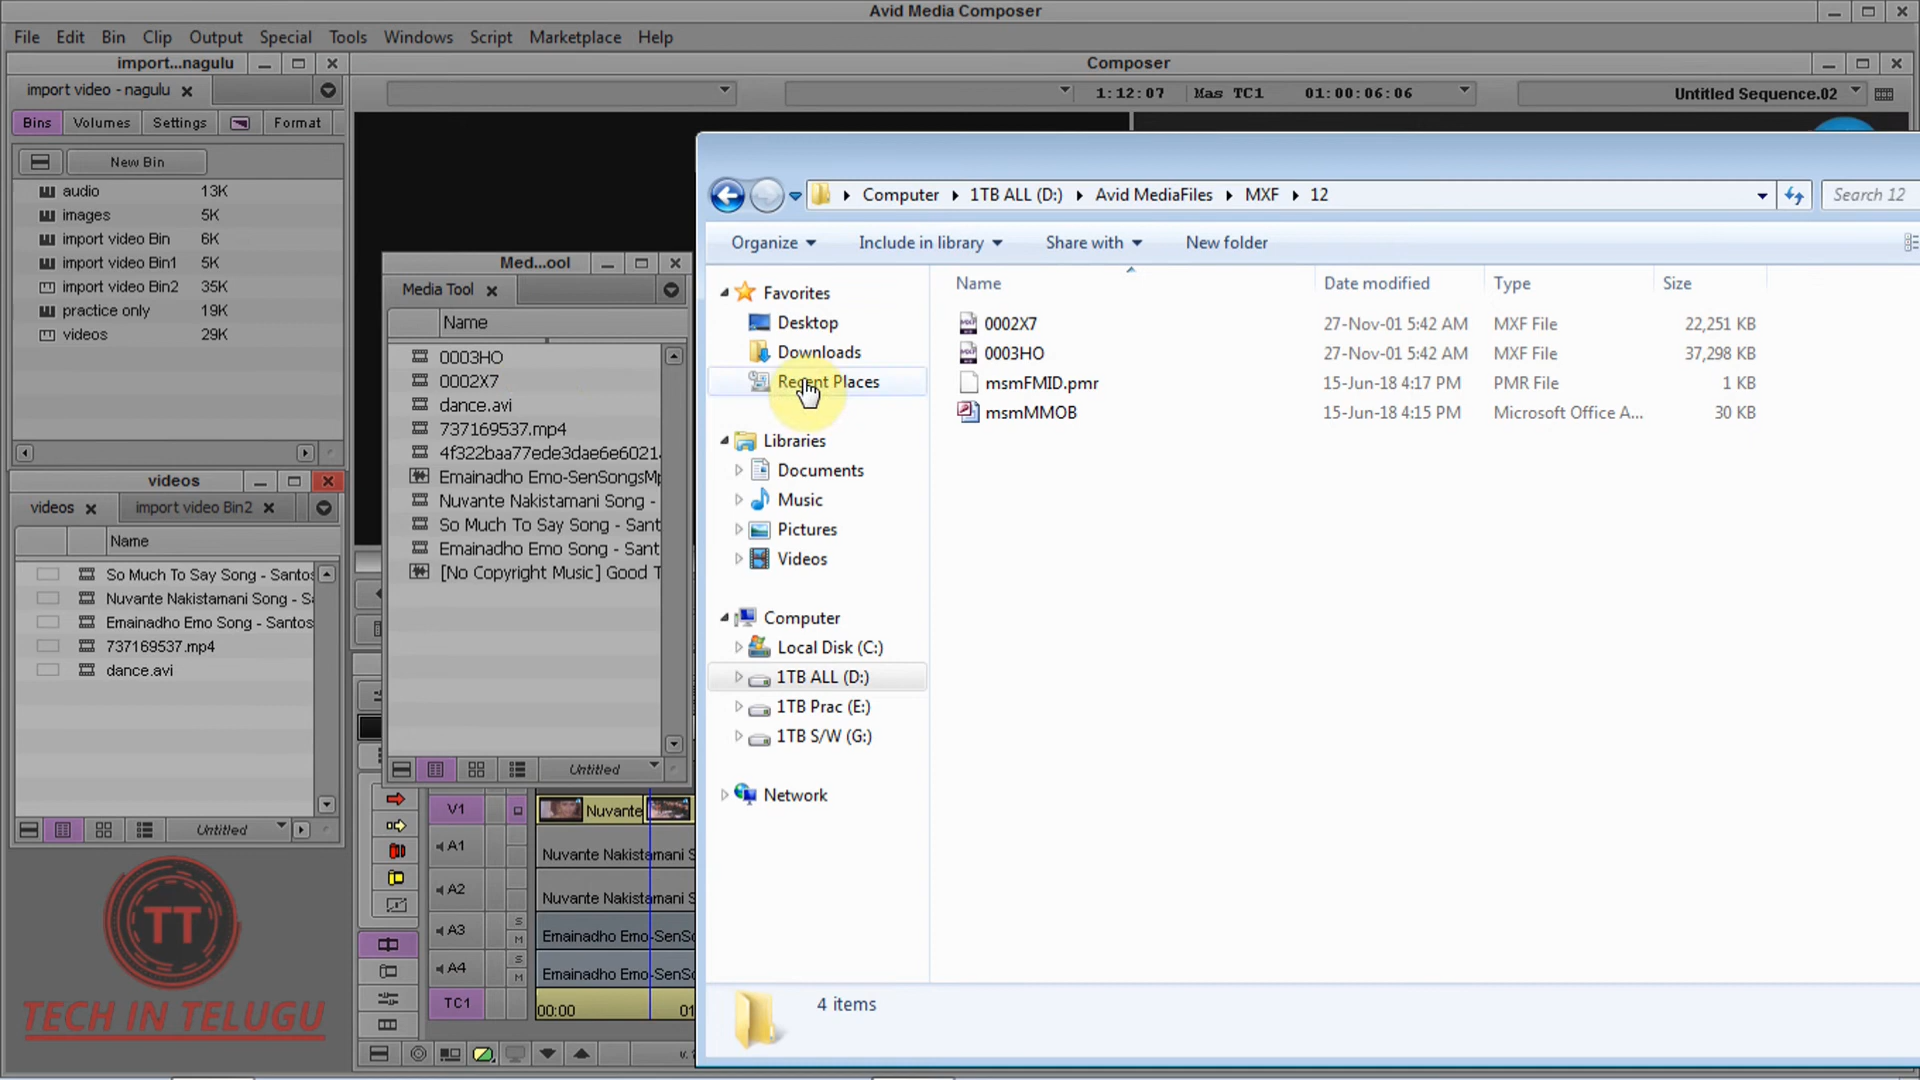 Avid Media Composer
File Edit Bin Clip Output Special Tools Windows Script Marketplace Help
import...nagulu
Composer
import video - nagulu
1:12:07 Mas TC1 01:00:06:06
Untitled Sequence.02
Bins Volumes Settings Format
New Bin
audio 13K
images 5K
import video Bin 6K
import video Bin1 5K
import video Bin2 35K
practice only 19K
videos 29K
videos
videos import video Bin2
Name
So Much To Say Song - Santos
Nuvante Nakistamani Song - S
Emainadho Emo Song - Santos
737169537.mp4
dance.avi
Untitled
TT
TECH IN TELUGU
Med...ool
Media Tool
Name
0003HO
0002X7
dance.avi
737169537.mp4
4f322baa77ede3dae6e6021.
Emainadho Emo-SenSongsMp
Nuvante Nakistamani Song -
So Much To Say Song - Sant
Emainadho Emo Song - Sant
[No Copyright Music] Good T
Untitled
V1 Nuvante
A1 Nuvante Nakistamani S
A2 Nuvante Nakistamani S
A3 S M Emainadho Emo-SenSo
A4 S M Emainadho Emo-SenSo
TC1 00:00 01
Computer 1TB ALL (D:) Avid MediaFiles MXF 12
Search 12
Organize Include in library Share with New folder
Favorites
Desktop
Downloads
Recent Places
Libraries
Documents
Music
Pictures
Videos
Computer
Local Disk (C:)
1TB ALL (D:)
1TB Prac (E:)
1TB S/W (G:)
Network
Name Date modified Type Size
0002X7 27-Nov-01 5:42 AM MXF File 22,251 KB
0003HO 27-Nov-01 5:42 AM MXF File 37,298 KB
msmFMID.pmr 15-Jun-18 4:17 PM PMR File 1 KB
msmMMOB 15-Jun-18 4:15 PM Microsoft Office A... 30 KB
4 items